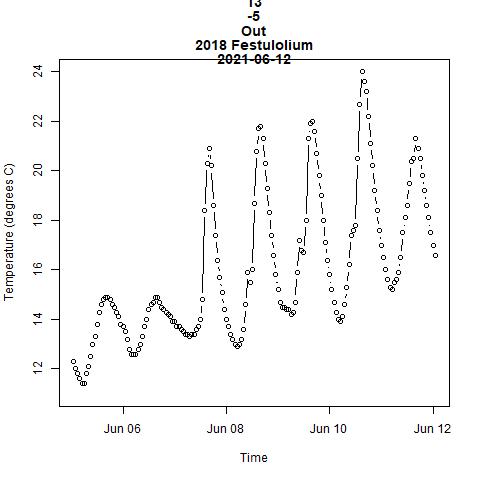 13
-5
Out
2018 Festulolium
2021-06-12
Temperature (degrees C)
24
22
20
18
16
14
12
Jun 06
Jun 08
Jun 10
Jun 12
Time